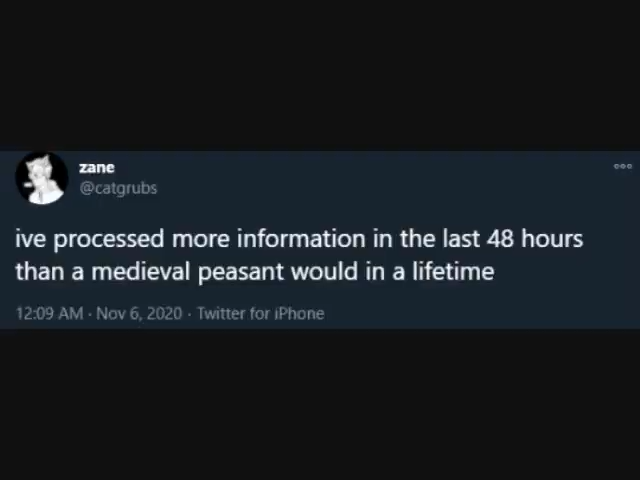 zane
@catgrubs
ive processed more information in the last 48 hours
than a medieval peasant would in a lifetime
12:09 AM · Nov 6, 2020 · Twitter for iPhone